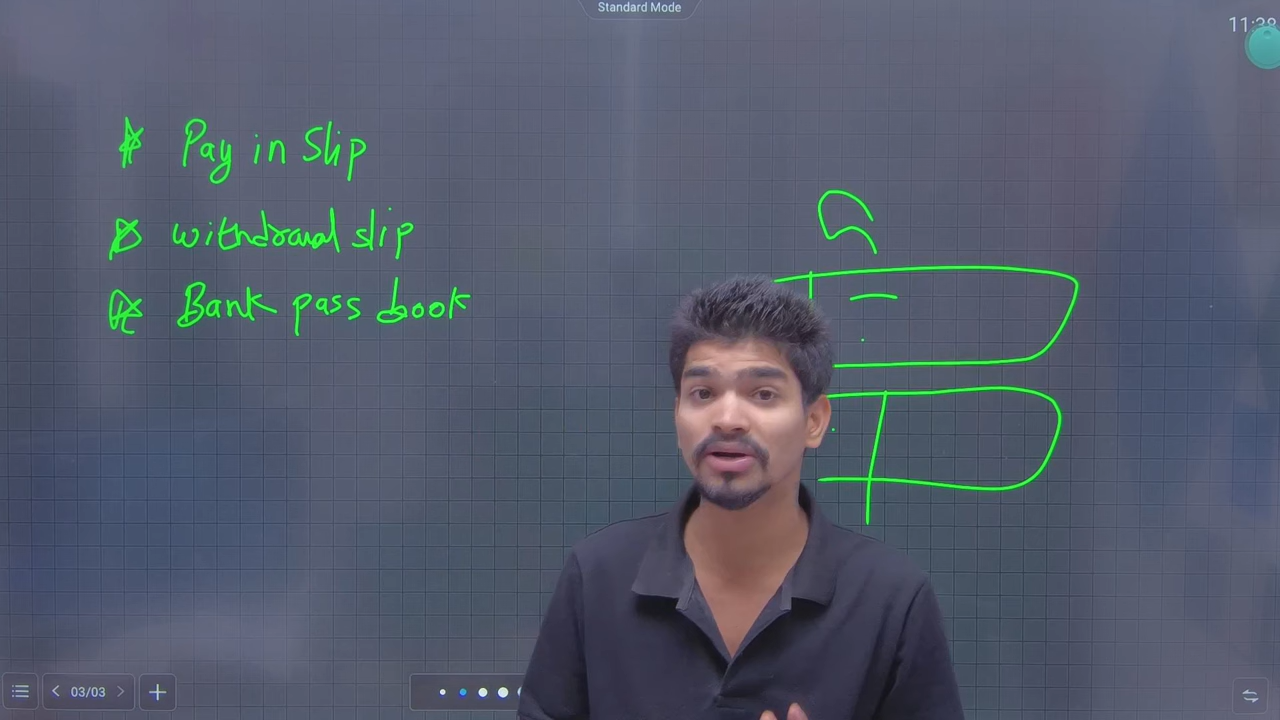 Standard Mode
11:38
Pay in Slip
withdrawal slip
Bank pass book
03/03